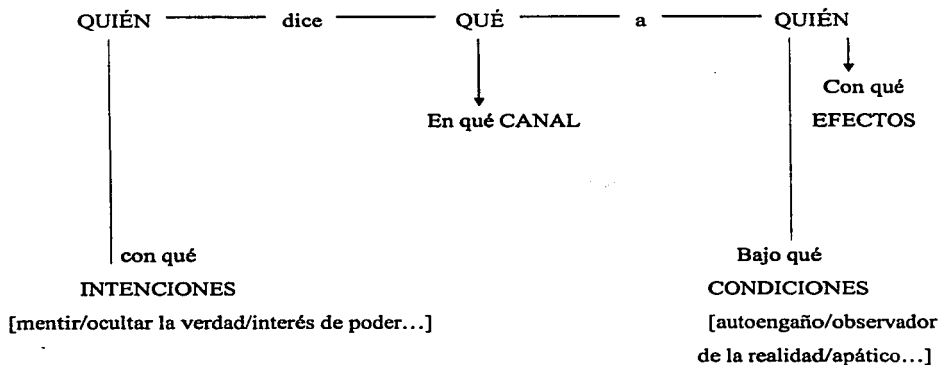 QUIÉN dice QUÉ a QUIÉN
Con qué
EFECTOS
En qué CANAL
con qué
INTENCIONES
[mentir/ocultar la verdad/interés de poder...]
Bajo qué
CONDICIONES
[autoengaño/observador
de la realidad/apático...]